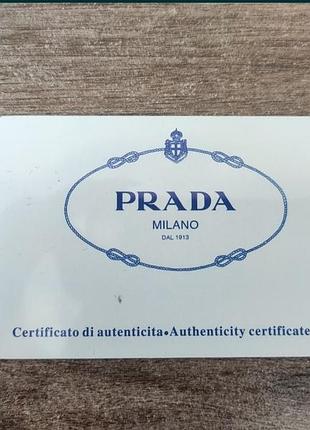 PRADA
MILANO
DAL 1913
Certificato di autenticita•Authenticity certificate